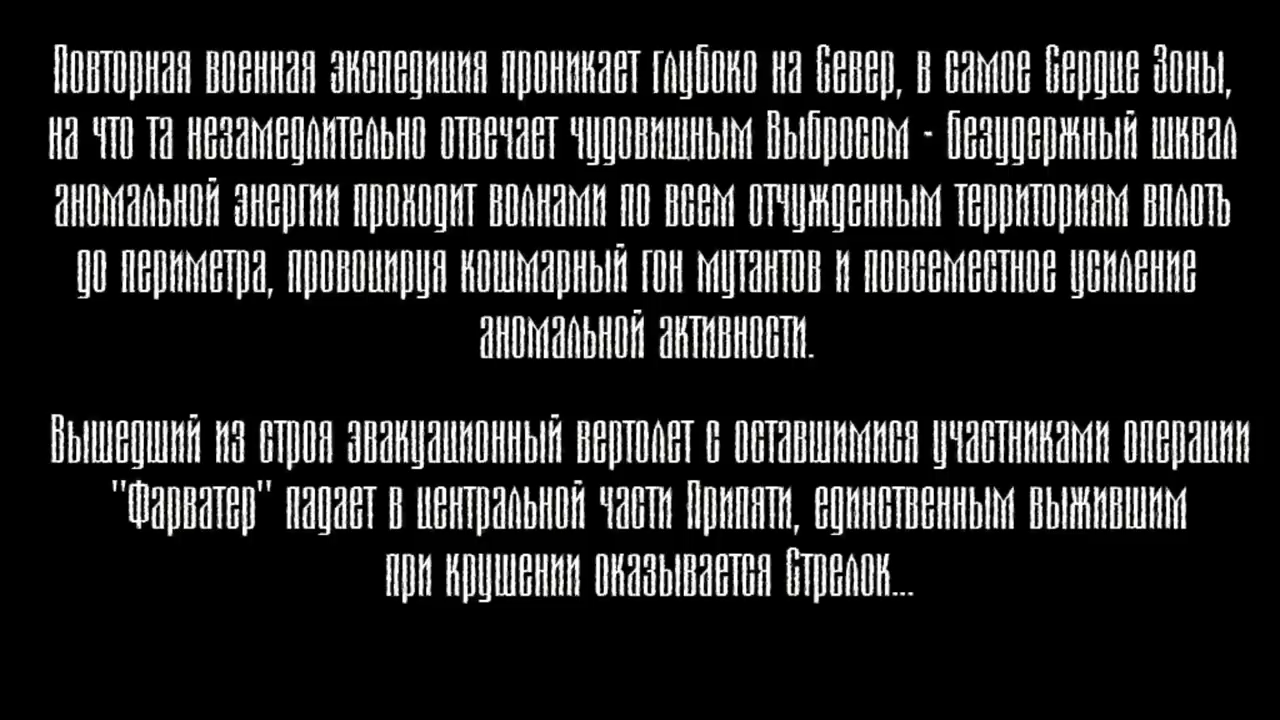 Повторная военная экспедиция проникает глубоко на Север, в самое Сердце Зоны,
на что та незамедлительно отвечает чудовищным Выбросом - безудержный шквал
аномальной энергии проходит волнами по всем отчужденным территориям вплоть
до периметра, провоцируя кошмарный гон мутантов и повсеместное усиление
аномальной активности.
Вышедший из строя эвакуационный вертолет с оставшимися участниками операции
"Фарватер" падает в центральной части Припяти, единственным выжившим
при крушении оказывается Стрелок...